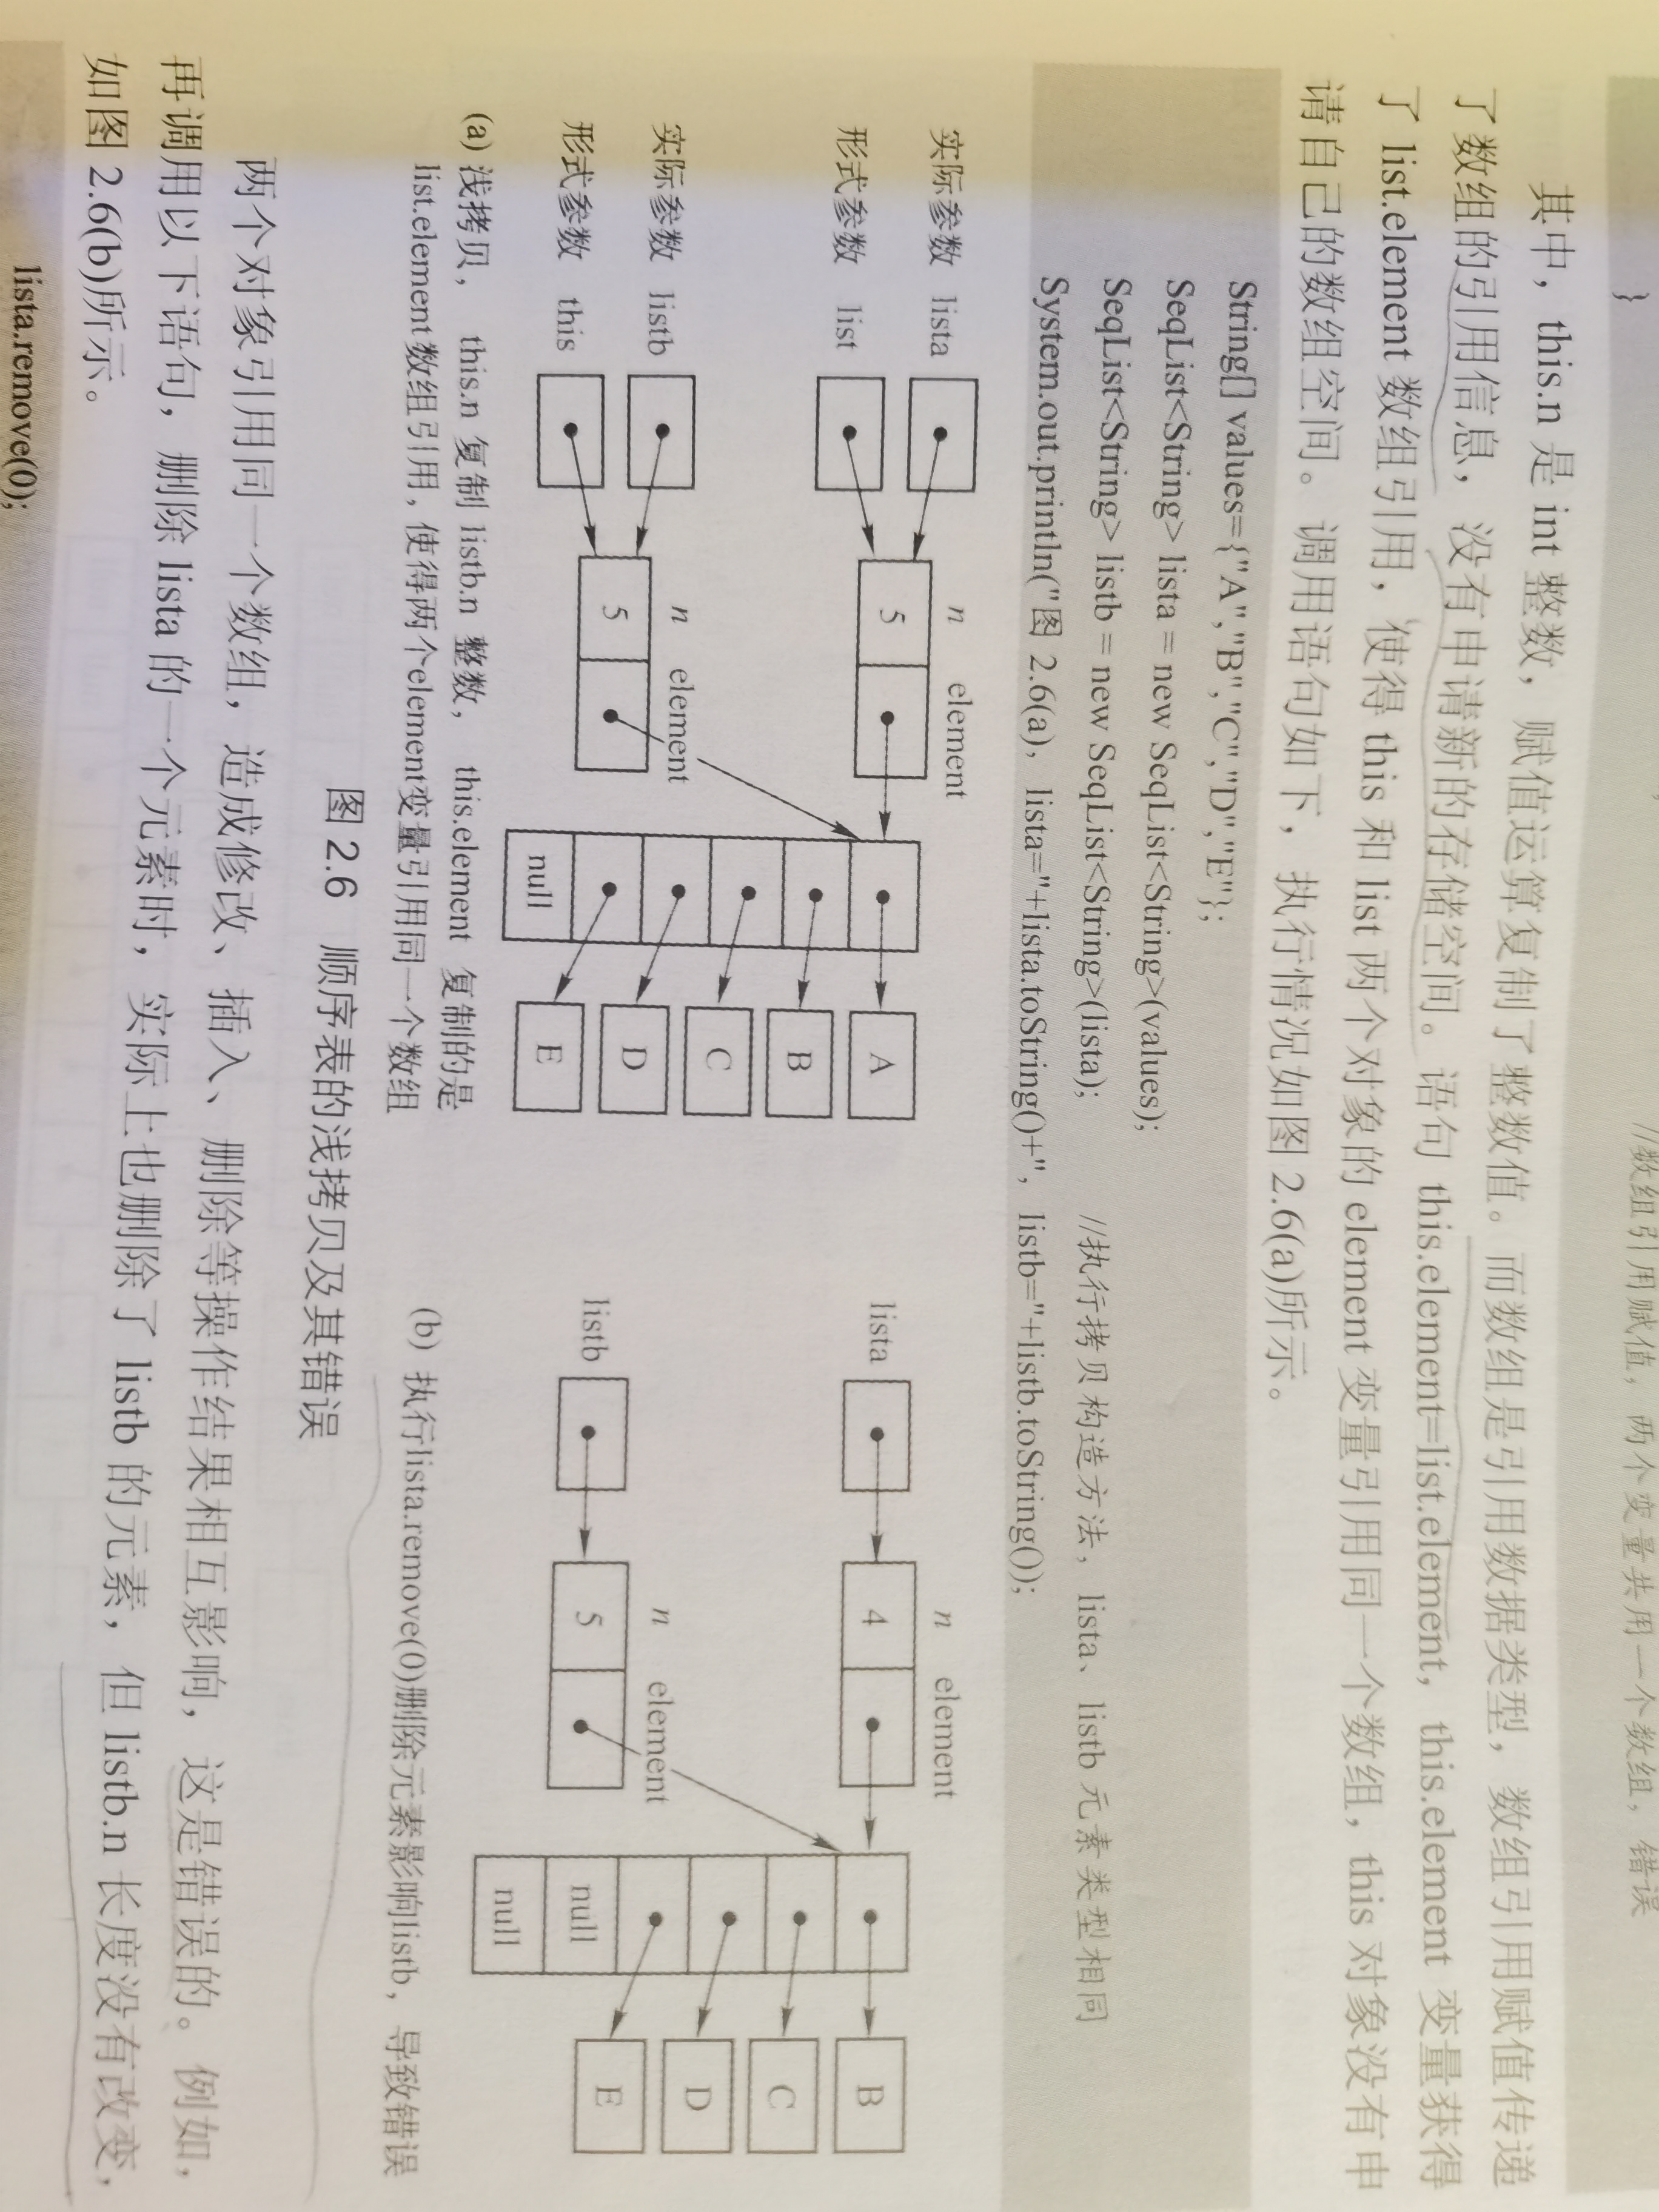 //数组引用赋值，两个变量共用一个数组，错误
}
其中，this.n 是 int 整数，赋值运算复制了整数值。而数组是引用数据类型，数组引用赋值传递
了数组的引用信息，没有申请新的存储空间。语句 this.element=list.element，this.element 变量获得
了 list.element 数组引用，使得 this 和 list 两个对象的 element 变量引用同一个数组，this 对象没有申
请自己的数组空间。调用语句如下，执行情况如图 2.6(a)所示。
String[] values={"A","B","C","D","E"};
SeqList<String> lista = new SeqList<String>(values);
SeqList<String> listb = new SeqList<String>(lista); //执行拷贝构造方法，lista、listb 元素类型相同
System.out.println("图 2.6(a)，lista="+lista.toString()+"，listb="+listb.toString());
n element
实际参数 lista
5
A
形式参数 list
B
C
n element
实际参数 listb
D
形式参数 this
5
null
E
(a) 浅拷贝，this.n 复制 listb.n 整数，this.element 复制的是
list.element数组引用，使得两个element变量引用同一个数组
n element
lista
4
B
C
n element
D
listb
5
null
E
null
(b) 执行lista.remove(0)删除元素影响listb，导致错误
图 2.6 顺序表的浅拷贝及其错误
两个对象引用同一个数组，造成修改、插入、删除等操作结果相互影响，这是错误的。例如，
再调用以下语句，删除 lista 的一个元素时，实际上也删除了 listb 的元素，但 listb.n 长度没有改变，
如图 2.6(b)所示。
lista.remove(0);